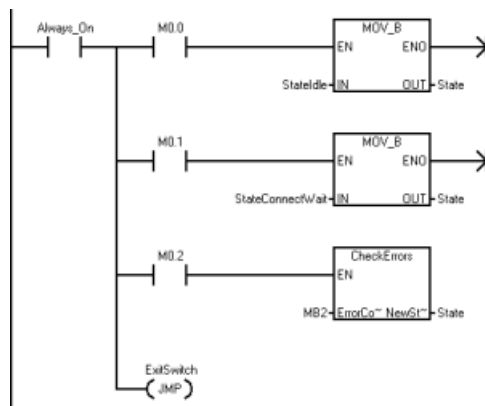 Always_On
M0.0
MOV_B
EN
ENO
StateIdle
IN
OUT
State
M0.1
MOV_B
EN
ENO
StateConnectWait
IN
OUT
State
M0.2
CheckErrors
EN
MB2
ErrorCo~
NewSt~
State
ExitSwitch
JMP